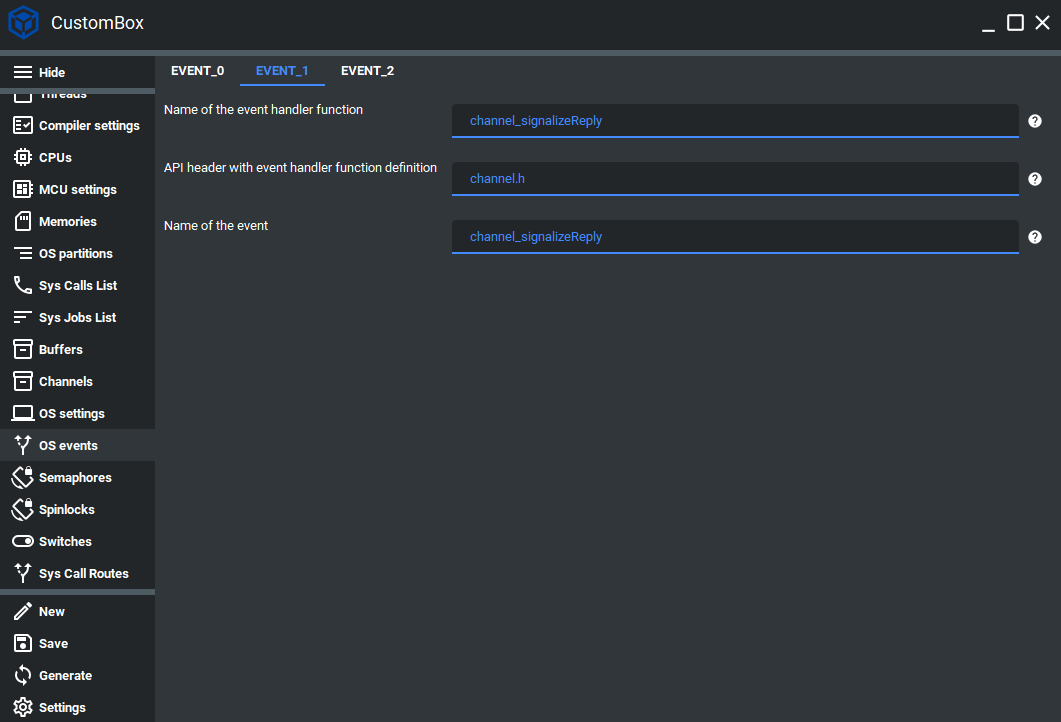 CustomBox
Hide
Threads
Compiler settings
CPUs
MCU settings
Memories
OS partitions
Sys Calls List
Sys Jobs List
Buffers
Channels
OS settings
OS events
Semaphores
Spinlocks
Switches
Sys Call Routes
New
Save
Generate
Settings
EVENT_0 EVENT_1 EVENT_2
Name of the event handler function
channel_signalizeReply
API header with event handler function definition
channel.h
Name of the event
channel_signalizeReply